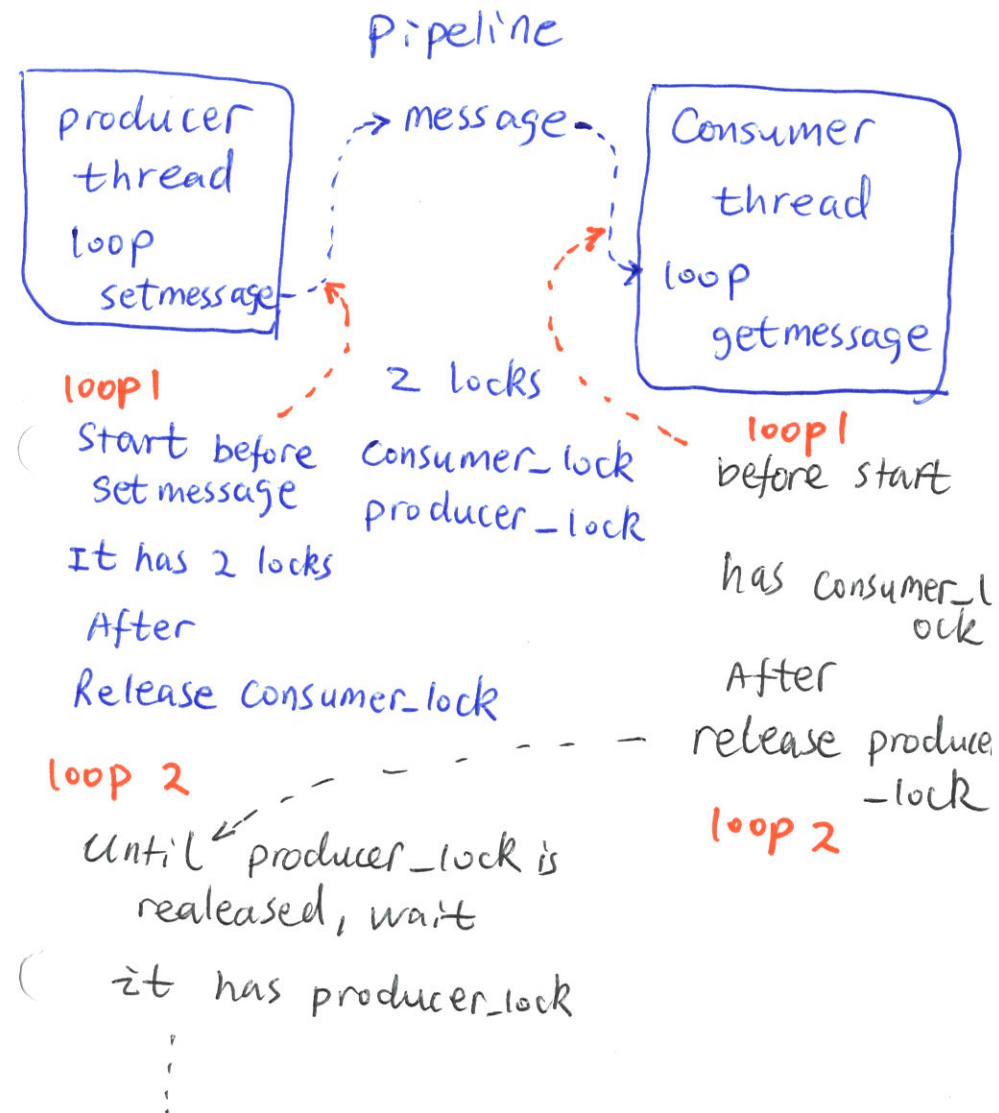 Pipeline
producer
thread
loop
setmessage
message
Consumer
thread
loop
getmessage
2 locks
Consumer_lock
producer_lock
loop1
Start before
set message
It has 2 locks
After
Release Consumer_lock
loop 2
Until producer_lock is
realeased, wait
it has producer_lock
loop1
before start
has Consumer_l
ock
After
release produce
_lock
loop 2